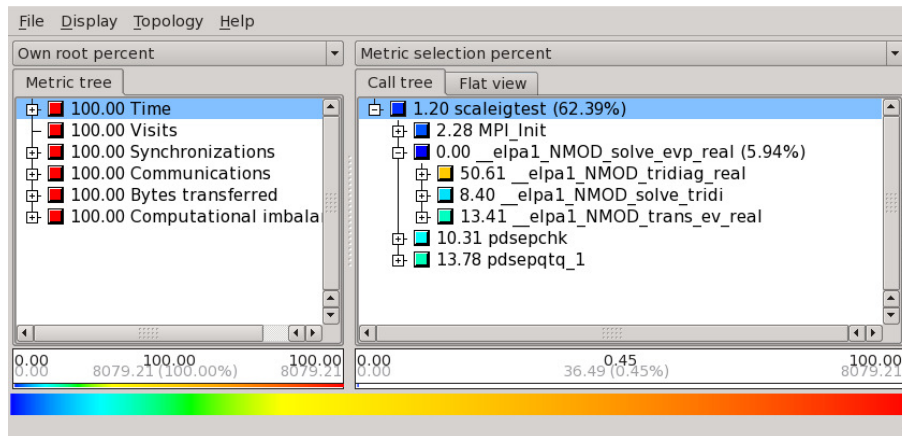 File Display Topology Help
Own root percent
Metric selection percent
Metric tree
Call tree Flat view
100.00 Time
100.00 Visits
100.00 Synchronizations
100.00 Communications
100.00 Bytes transferred
100.00 Computational imbala
1.20 scaleigtest (62.39%)
2.28 MPI_Init
0.00 __elpa1_NMOD_solve_evp_real (5.94%)
50.61 __elpa1_NMOD_tridiag_real
8.40 __elpa1_NMOD_solve_tridi
13.41 __elpa1_NMOD_trans_ev_real
10.31 pdsepchk
13.78 pdsepqtq_1
0.00 100.00 100.00
0.00 8079.21 (100.00%) 8079.21
0.00 0.45 100.00
0.00 36.49 (0.45%) 8079.21